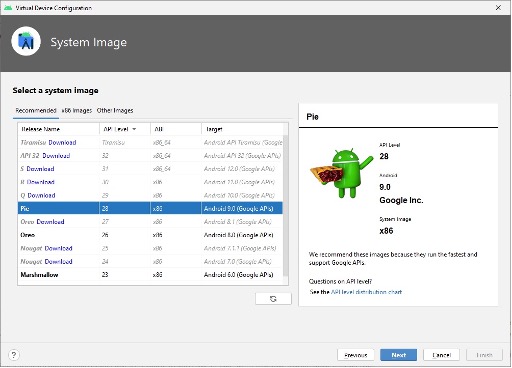 Virtual Device Configuration
System Image
Select a system image
Recommended x86 Images Other Images
Release Name API Level ABI Target
Tiramisu Download Tiramisu x86_64 Android API Tiramisu (Google
API 32 Download 32 x86_64 Android API 32 (Google APIs)
S Download 31 x86_64 Android 12.0 (Google APIs)
R Download 30 x86 Android 11.0 (Google APIs)
Q Download 29 x86 Android 10.0 (Google APIs)
Pie 28 x86 Android 9.0 (Google APIs)
Oreo Download 27 x86 Android 8.1 (Google APIs)
Oreo 26 x86 Android 8.0 (Google APIs)
Nougat Download 25 x86 Android 7.1.1 (Google APIs)
Nougat Download 24 x86 Android 7.0 (Google APIs)
Marshmallow 23 x86 Android 6.0 (Google APIs)
Pie
API Level
28
Android
9.0
Google Inc.
System Image
x86
We recommend these images because they run the fastest and
support Google APIs.
Questions on API level?
See the API level distribution chart
? Previous Next Cancel Finish